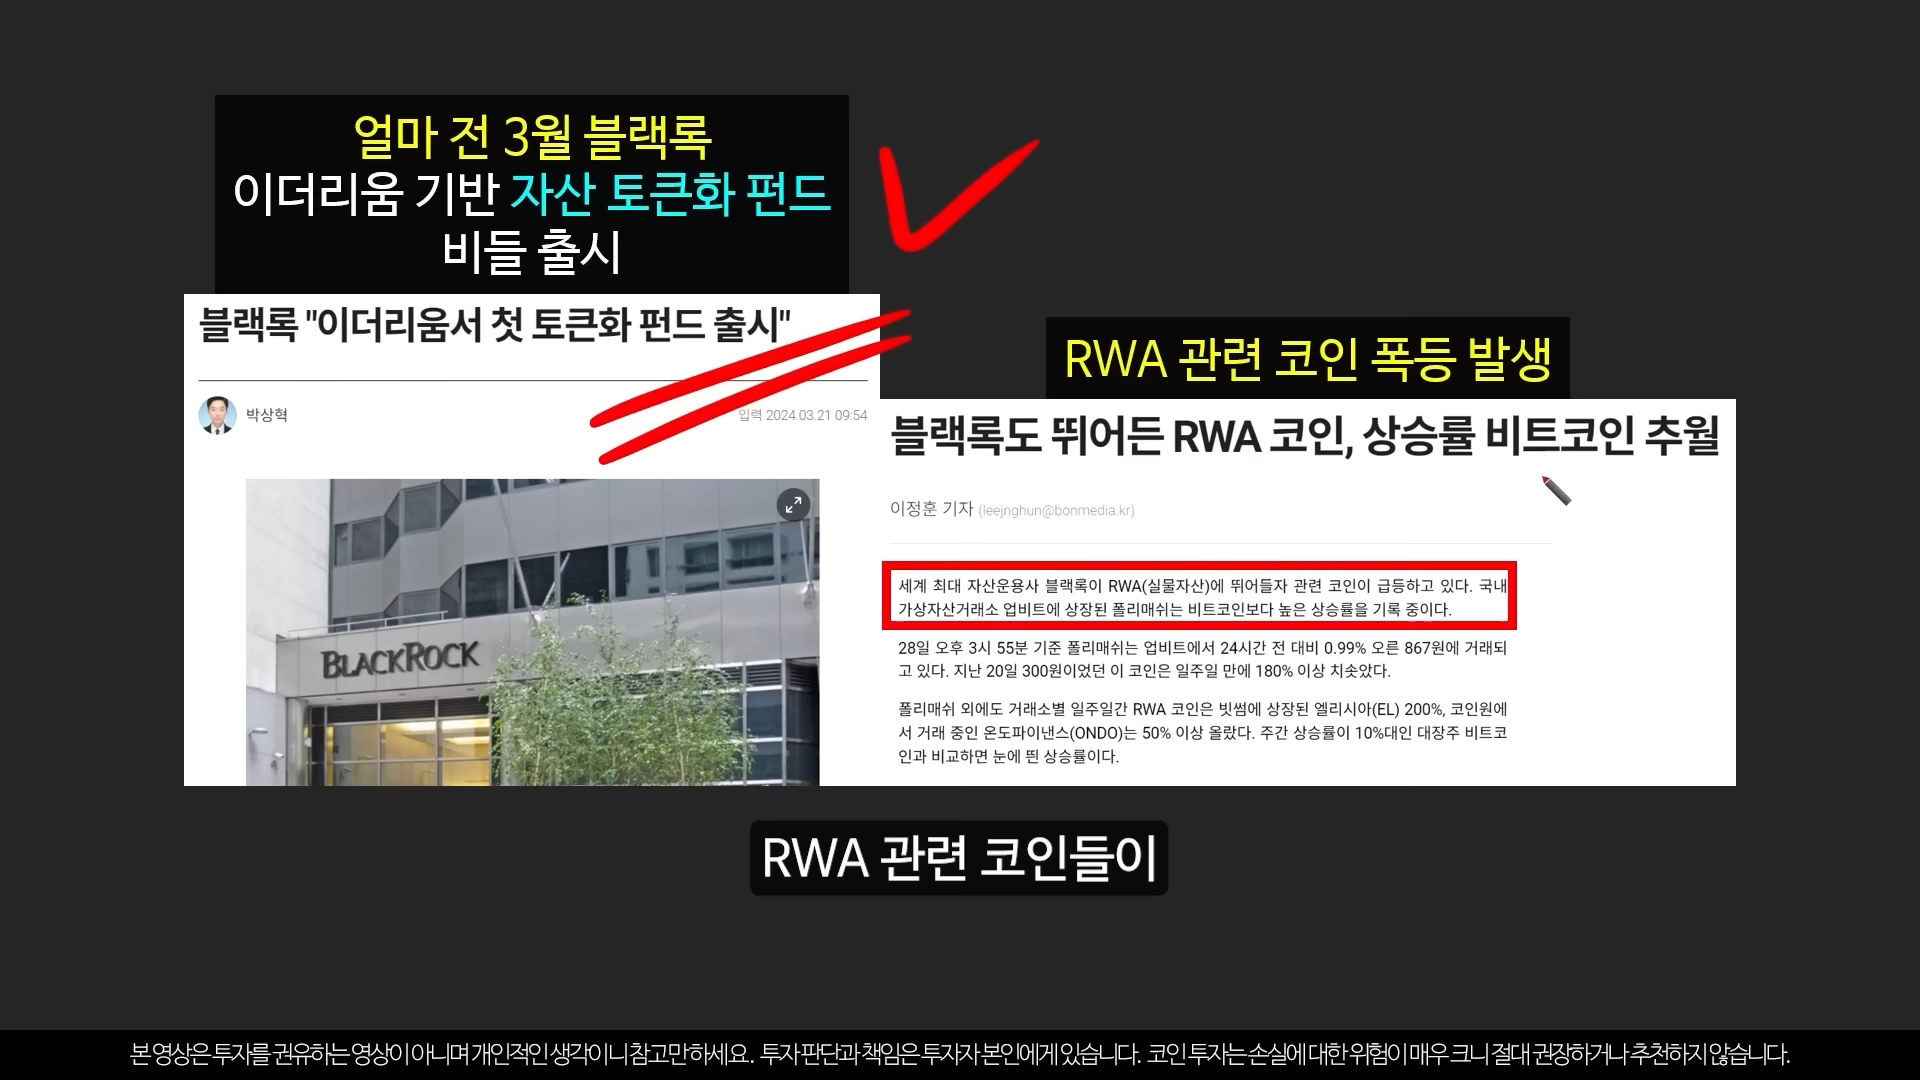 얼마 전 3월 블랙록
이더리움 기반 자산 토큰화 펀드
비들 출시
블랙록 "이더리움서 첫 토큰화 펀드 출시"
박상혁
입력 2024.03.21 09:54
BLACKROCK
RWA 관련 코인 폭등 발생
블랙록도 뛰어든 RWA 코인, 상승률 비트코인 추월
이정훈 기자 (leejnghun@bonmedia.kr)
세계 최대 자산운용사 블랙록이 RWA(실물자산)에 뛰어들자 관련 코인이 급등하고 있다. 국내
가상자산거래소 업비트에 상장된 폴리매쉬는 비트코인보다 높은 상승률을 기록 중이다.
28일 오후 3시 55분 기준 폴리매쉬는 업비트에서 24시간 전 대비 0.99% 오른 867원에 거래되
고 있다. 지난 20일 300원이었던 이 코인은 일주일 만에 180% 이상 치솟았다.
폴리매쉬 외에도 거래소별 일주일간 RWA 코인은 빗썸에 상장된 엘리시아(EL) 200%, 코인원에
서 거래 중인 온도파이낸스(ONDO)는 50% 이상 올랐다. 주간 상승률이 10%대인 대장주 비트코
인과 비교하면 눈에 띈 상승률이다.
RWA 관련 코인들이
본 영상은 투자를 권유하는 영상이 아니며 개인적인 생각이니 참고만 하세요. 투자 판단과 책임은 투자자 본인에게 있습니다. 코인 투자는 손실에 대한 위험이 매우 크니 절대 권장하거나 추천하지 않습니다.